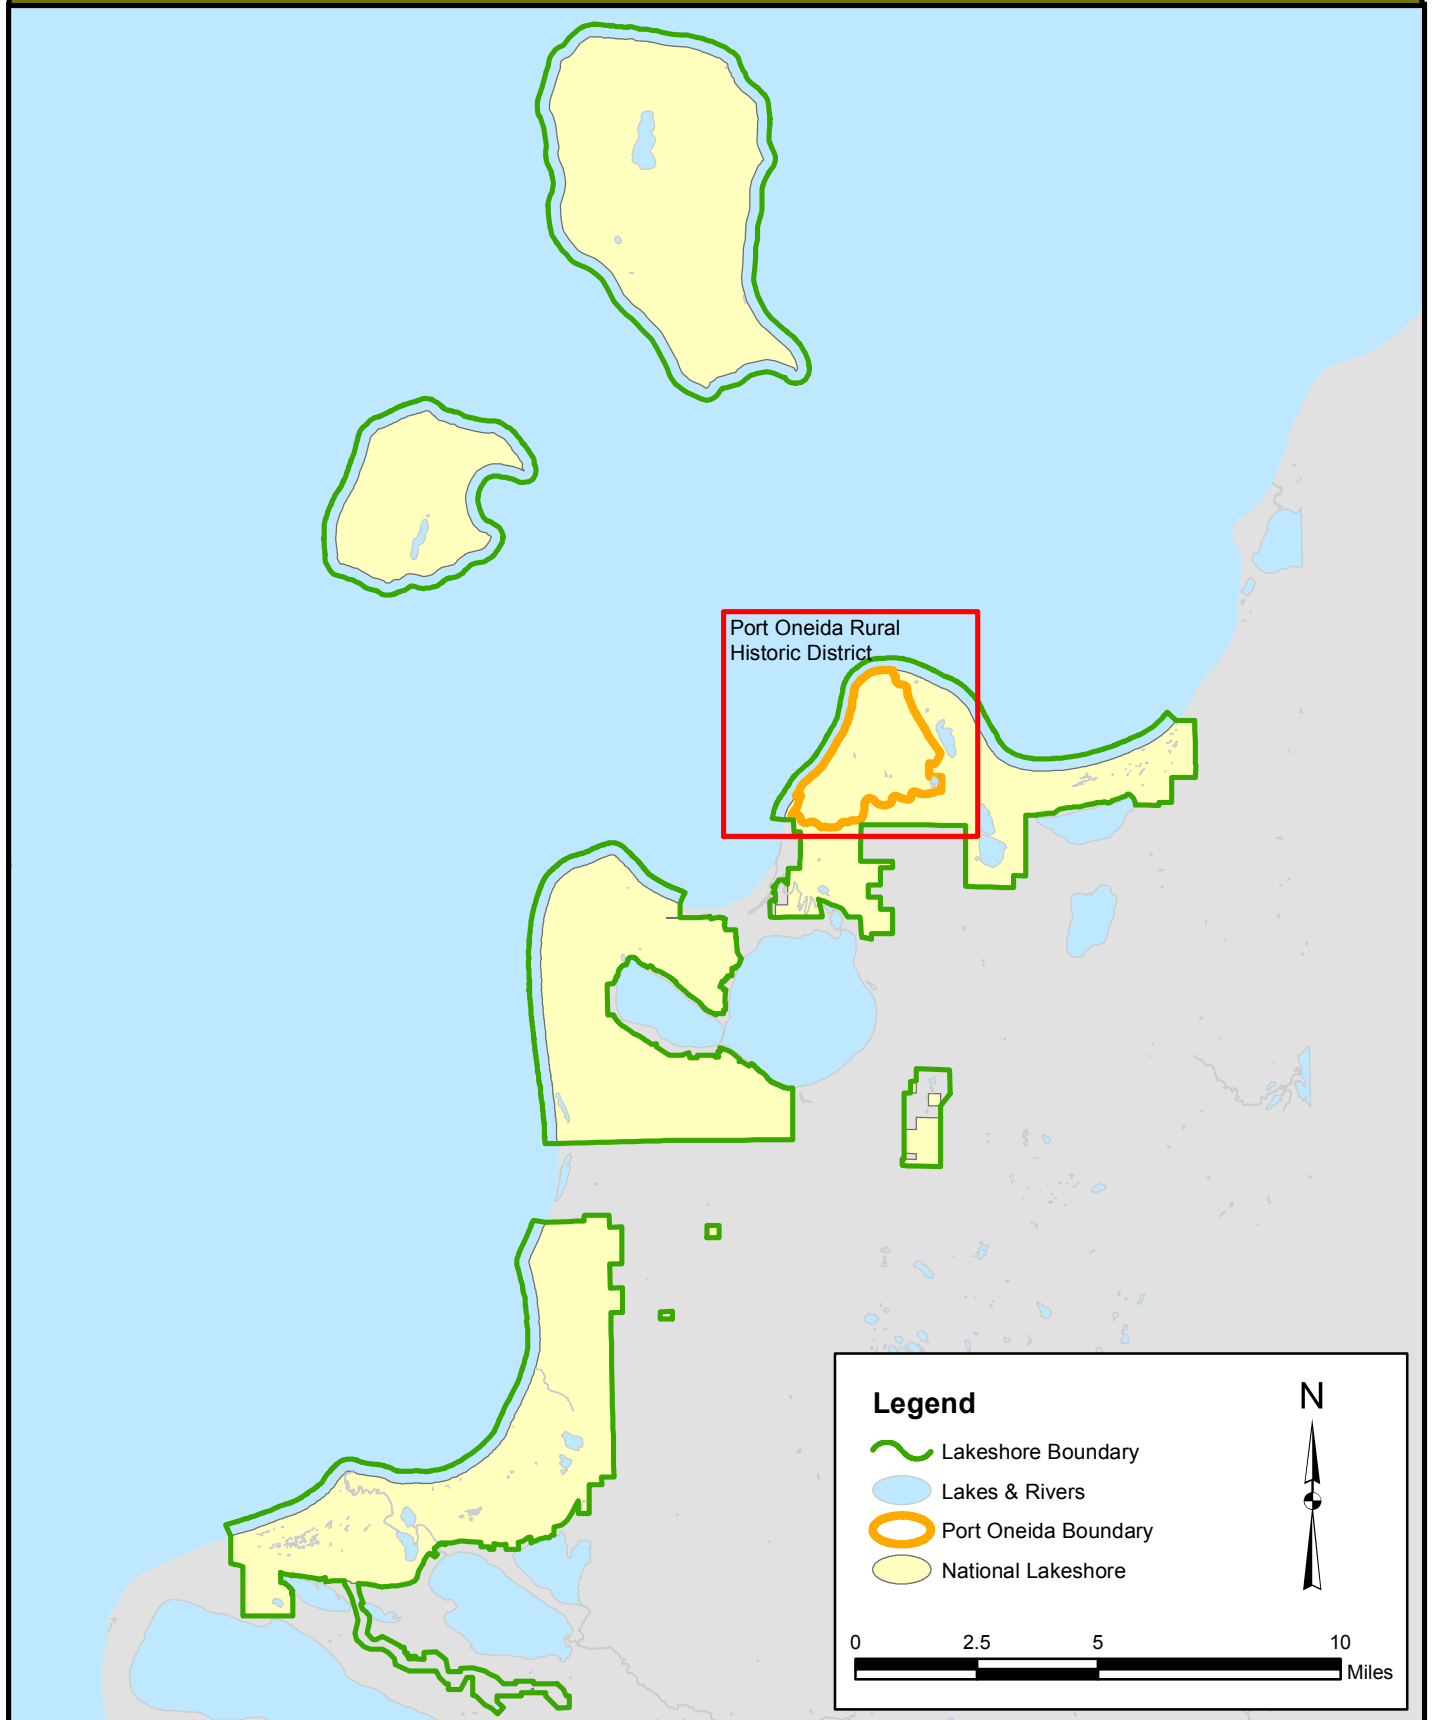 Port Oneida Rural
Historic District
Legend
N
Lakeshore Boundary
Lakes & Rivers
Port Oneida Boundary
National Lakeshore
0 2.5 5 10
Miles